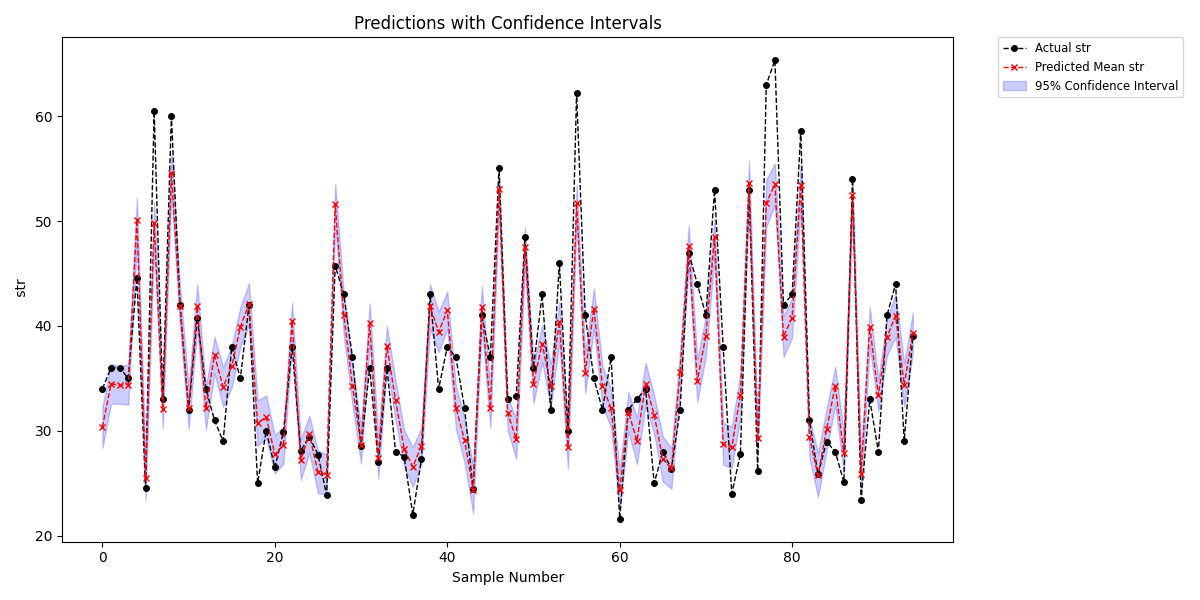 Predictions with Confidence Intervals
Actual str
Predicted Mean str
95% Confidence Interval
60
50
40
30
20
str
0 20 40 60 80
Sample Number